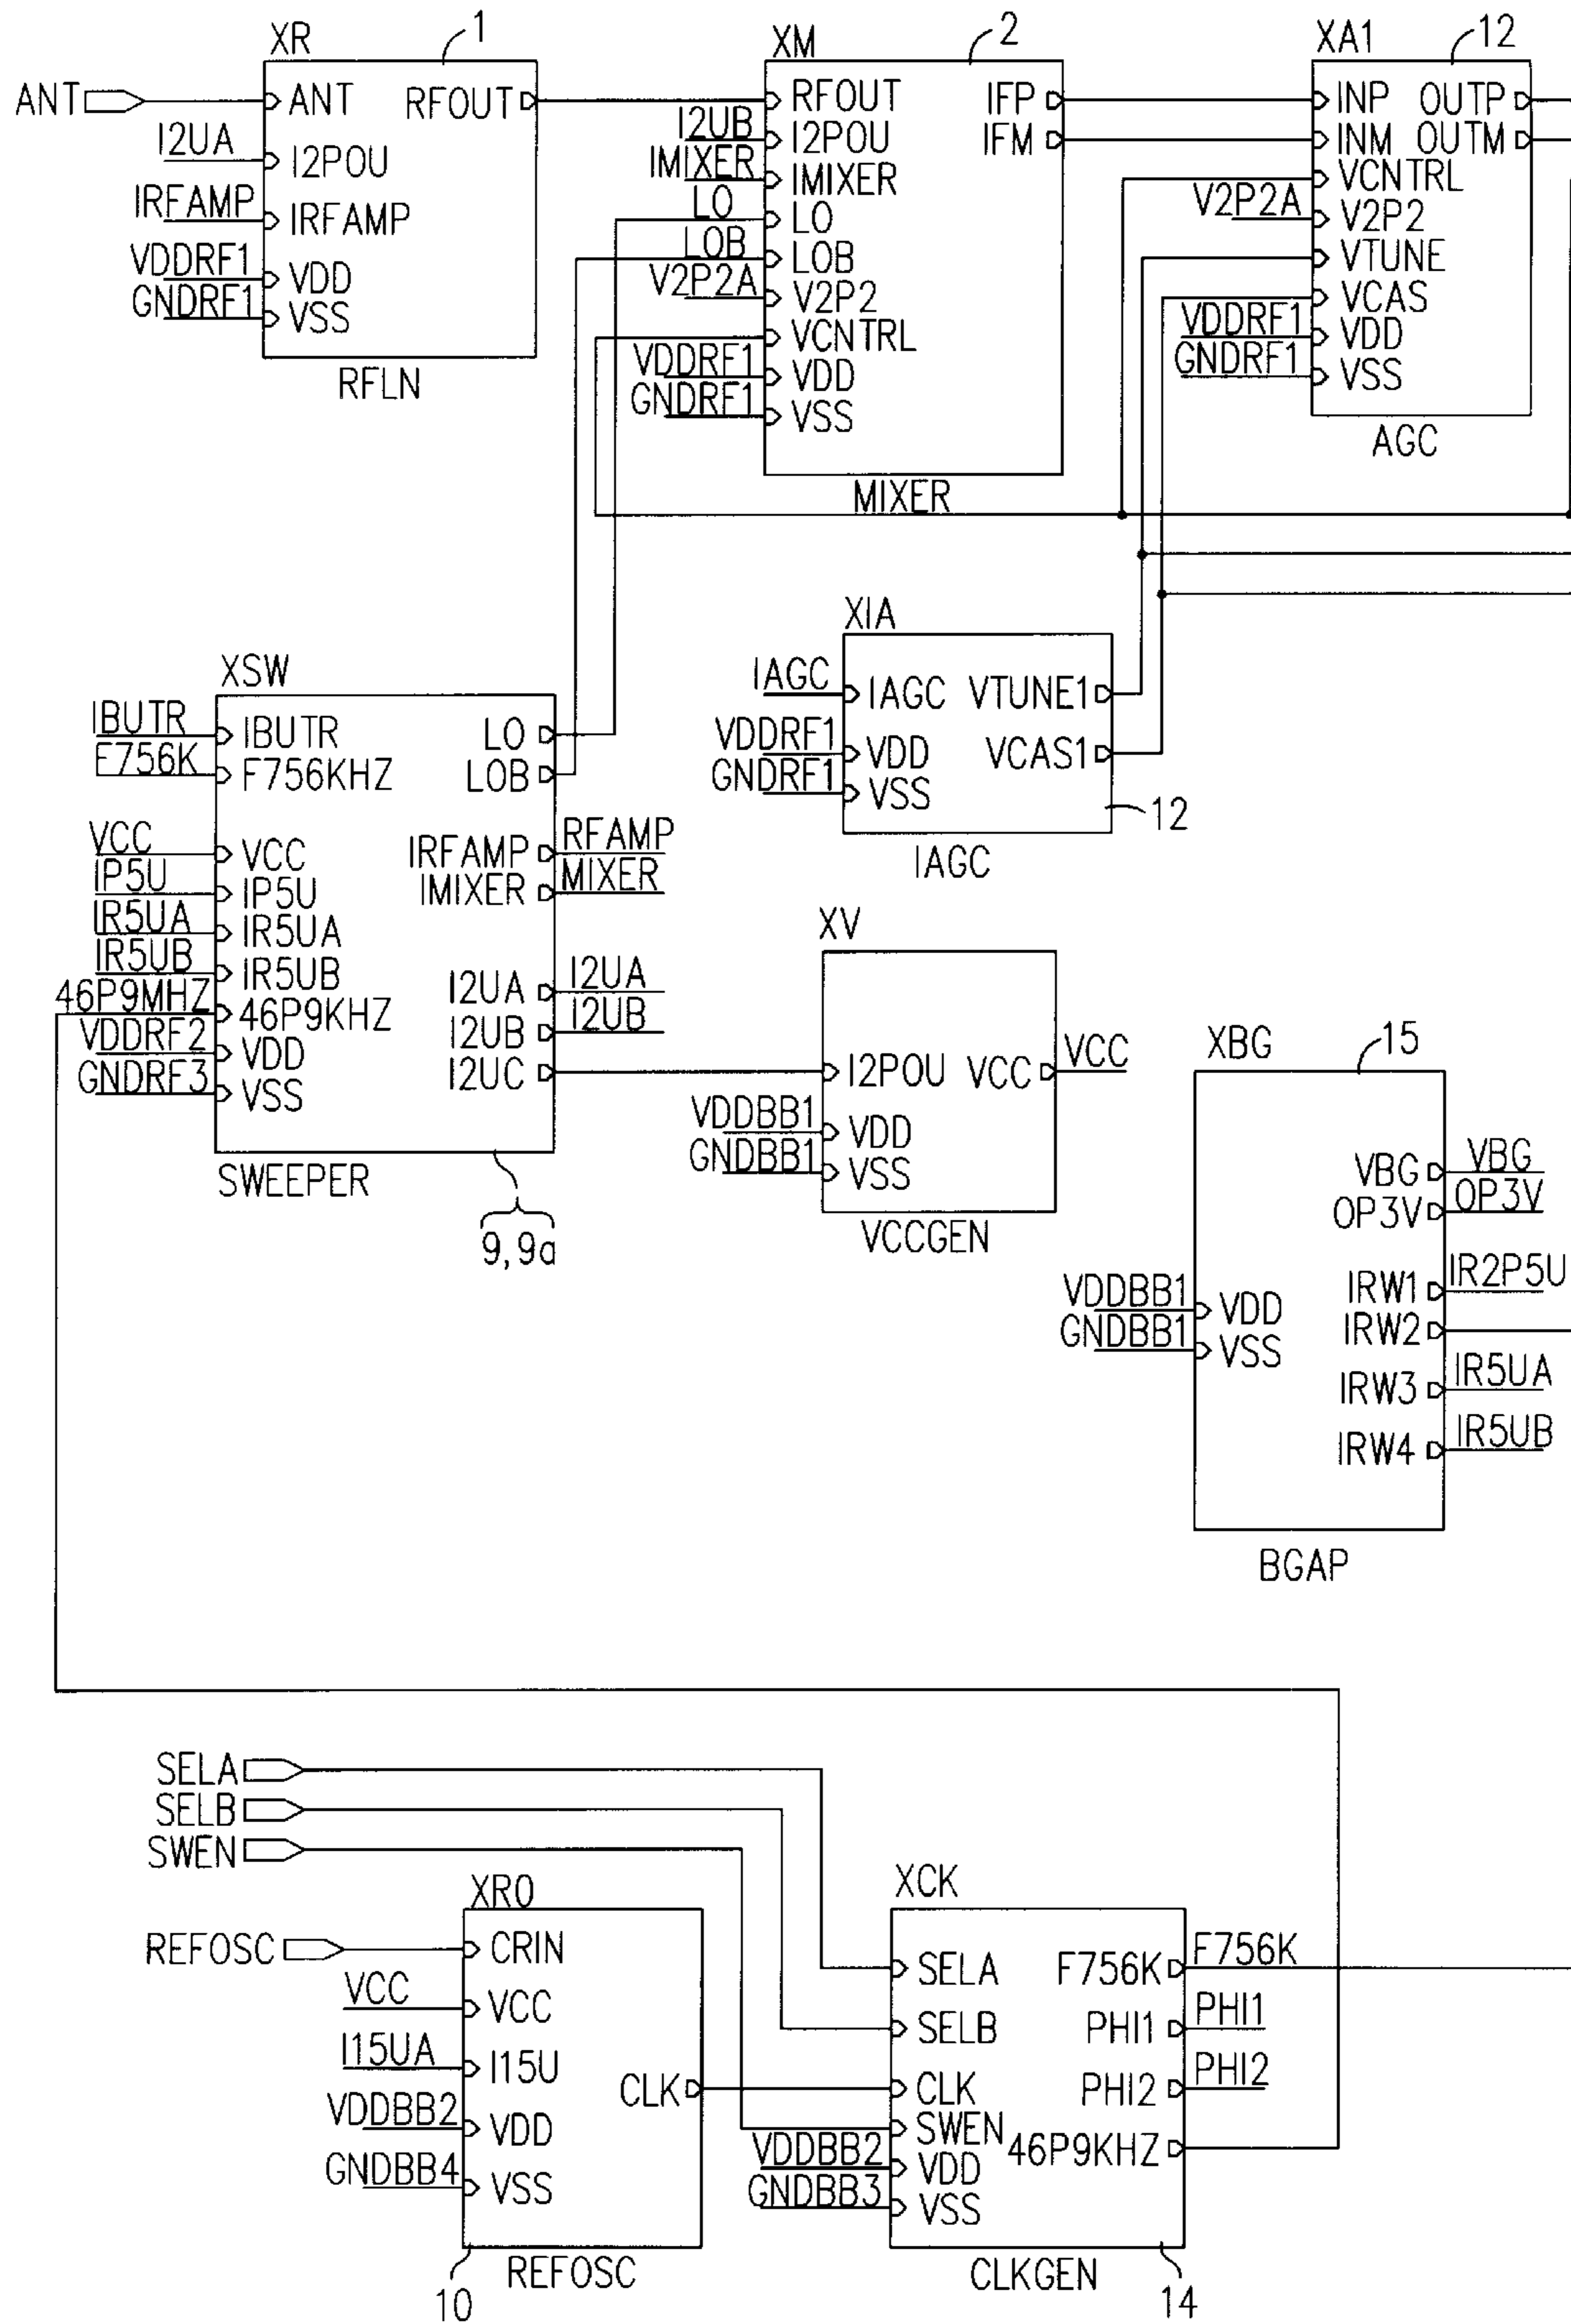 XR
1
ANT
ANT
RFOUT
I2UA
I2POU
IRFAMP
IRFAMP
VDDRF1
VDD
GNDRF1
VSS
RFLN
XM
2
RFOUT
IFP
I2UB
I2POU
IFM
IMIXER
IMIXER
LO
LO
LOB
LOB
V2P2A
V2P2
VCNTRL
VDDRF1
VDD
GNDRF1
VSS
MIXER
XA1
12
INP
OUTP
INM
OUTM
VCNTRL
V2P2A
V2P2
VTUNE
VCAS
VDDRF1
VDD
GNDRF1
VSS
AGC
XIA
IAGC
IAGC
VTUNE1
VDDRF1
VDD
VCAS1
GNDRF1
VSS
12
IAGC
XSW
IBUTR
IBUTR
LO
F756K
F756KHZ
LOB
VCC
VCC
IRFAMP
RFAMP
IP5U
IP5U
IMIXER
MIXER
IR5UA
IR5UA
IR5UB
IR5UB
I2UA
I2UA
46P9MHZ
46P9KHZ
I2UB
I2UB
VDDRF2
VDD
I2UC
GNDRF3
VSS
SWEEPER
9,9a
XV
I2POU
VCC
VCC
VDDBB1
VDD
GNDBB1
VSS
VCCGEN
XBG
15
VBG
VBG
OP3V
OP3V
VDDBB1
VDD
IRW1
IR2P5U
GNDBB1
VSS
IRW2
IRW3
IR5UA
IRW4
IR5UB
BGAP
SELA
SELB
SWEN
XRO
REFOSC
CRIN
VCC
VCC
I15UA
I15U
CLK
VDDBB2
VDD
GNDBB4
VSS
10
REFOSC
XCK
SELA
F756K
F756K
SELB
PHI1
PHI1
CLK
PHI2
PHI2
SWEN
46P9KHZ
VDDBB2
VDD
GNDBB3
VSS
CLKGEN
14